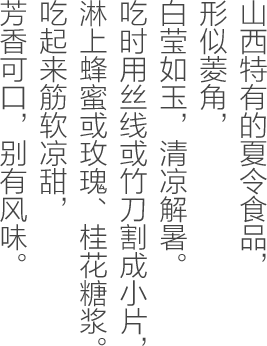 山西特有的夏令食品，
形似菱角，
白莹如玉，清凉解暑。
吃时用丝线或竹刀割成小片，
淋上蜂蜜或玫瑰、桂花糖浆。
吃起来筋软凉甜，
芳香可口，别有风味。